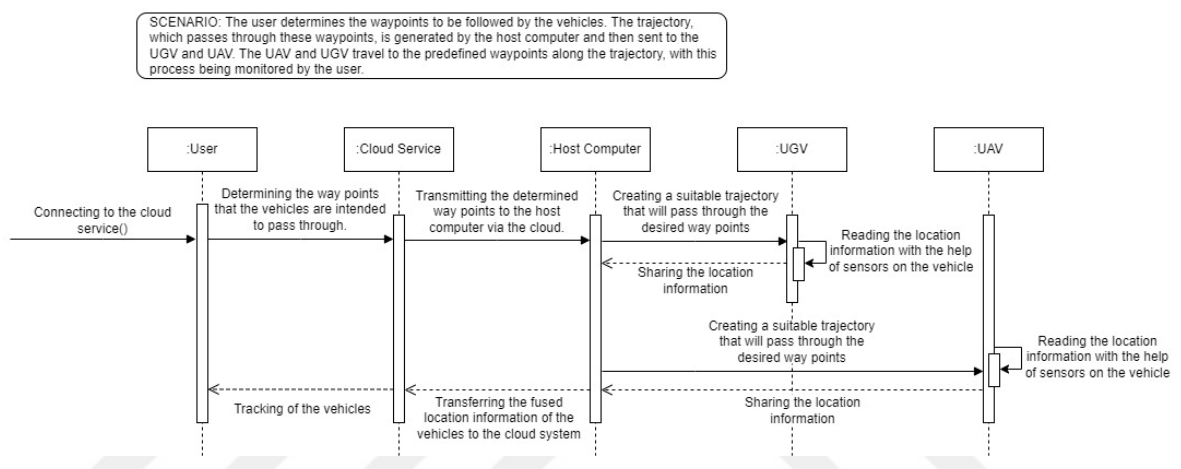 SCENARIO: The user determines the waypoints to be followed by the vehicles. The trajectory,
which passes through these waypoints, is generated by the host computer and then sent to the
UGV and UAV. The UAV and UGV travel to the predefined waypoints along the trajectory, with this
process being monitored by the user.
:User
:Cloud Service
:Host Computer
:UGV
:UAV
Connecting to the cloud
service()
Determining the way points
that the vehicles are intended
to pass through.
Transmitting the determined
way points to the host
computer via the cloud.
Creating a suitable trajectory
that will pass through the
desired way points
Reading the location
information with the help
of sensors on the vehicle
Sharing the location
information
Creating a suitable trajectory
that will pass through the
desired way points
Reading the location
information with the help
of sensors on the vehicle
Tracking of the vehicles
Transferring the fused
location information of the
vehicles to the cloud system
Sharing the location
information